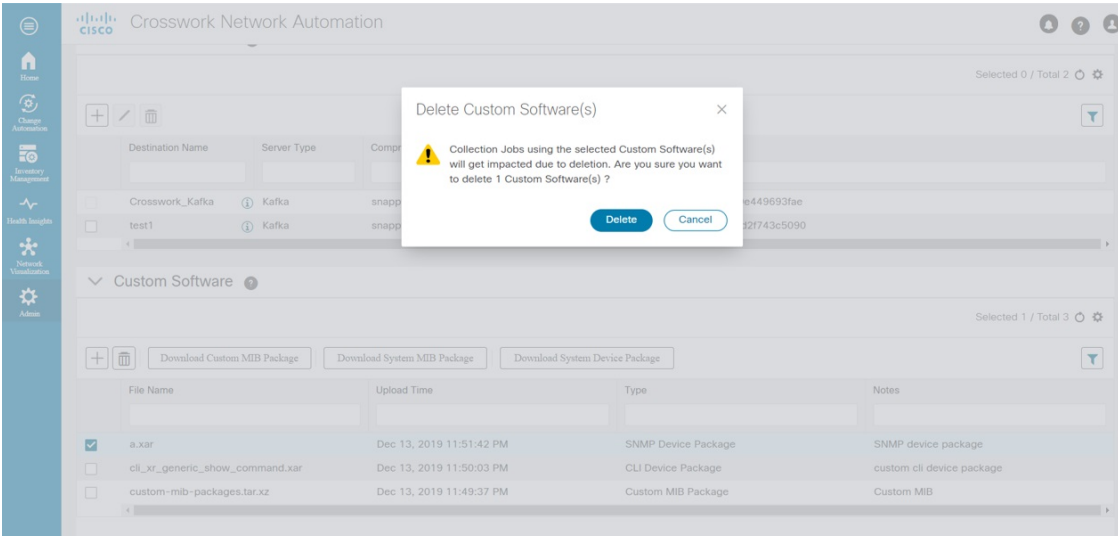 CISCO Crosswork Network Automation
Home
Change
Automation
Inventory
Management
Health Insights
Network
Visualization
Admin
Selected 0 / Total 2
Destination Name Server Type Compr
Crosswork_Kafka Kafka snapp e449693fae
test1 Kafka snapp d2f743c5090
Delete Custom Software(s)
Collection Jobs using the selected Custom Software(s)
will get impacted due to deletion. Are you sure you want
to delete 1 Custom Software(s) ?
Delete Cancel
Custom Software
Selected 1 / Total 3
Download Custom MIB Package Download System MIB Package Download System Device Package
File Name Upload Time Type Notes
a.xar Dec 13, 2019 11:51:42 PM SNMP Device Package SNMP device package
cli_xr_generic_show_command.xar Dec 13, 2019 11:50:03 PM CLI Device Package custom cli device package
custom-mib-packages.tar.xz Dec 13, 2019 11:49:37 PM Custom MIB Package Custom MIB